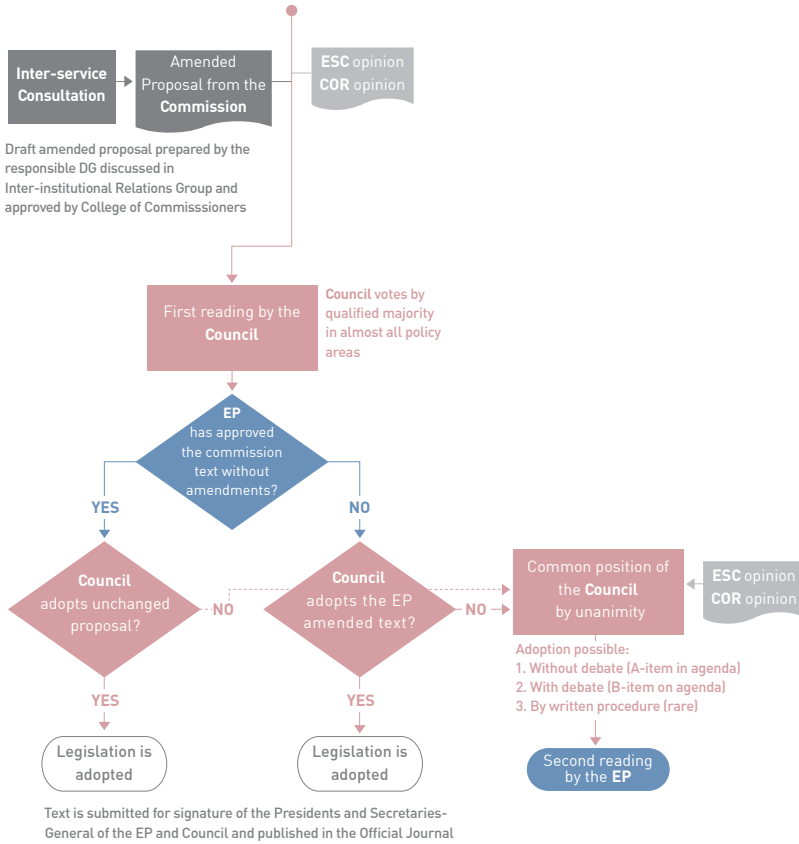 Inter-service
Consultation
Amended
Proposal from the
Commission
ESC opinion
COR opinion
Draft amended proposal prepared by the
responsible DG discussed in
Inter-institutional Relations Group and
approved by College of Commisssioners
First reading by the
Council
Council votes by
qualified majority
in almost all policy
areas
EP
has approved
the commission
text without
amendments?
YES
NO
Council
adopts unchanged
proposal?
NO
Council
adopts the EP
amended text?
NO
Common position of
the Council
by unanimity
ESC opinion
COR opinion
Adoption possible:
1. Without debate (A-item in agenda)
2. With debate (B-item on agenda)
3. By written procedure (rare)
YES
YES
Legislation is
adopted
Legislation is
adopted
Second reading
by the EP
Text is submitted for signature of the Presidents and Secretaries-
General of the EP and Council and published in the Official Journal